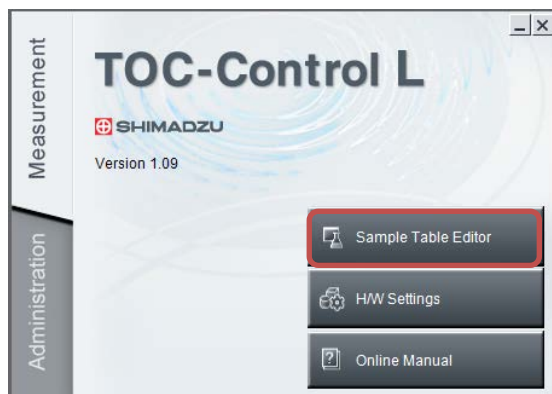 Measurement
Administration
TOC-Control L
SHIMADZU
Version 1.09
Sample Table Editor
H/W Settings
Online Manual